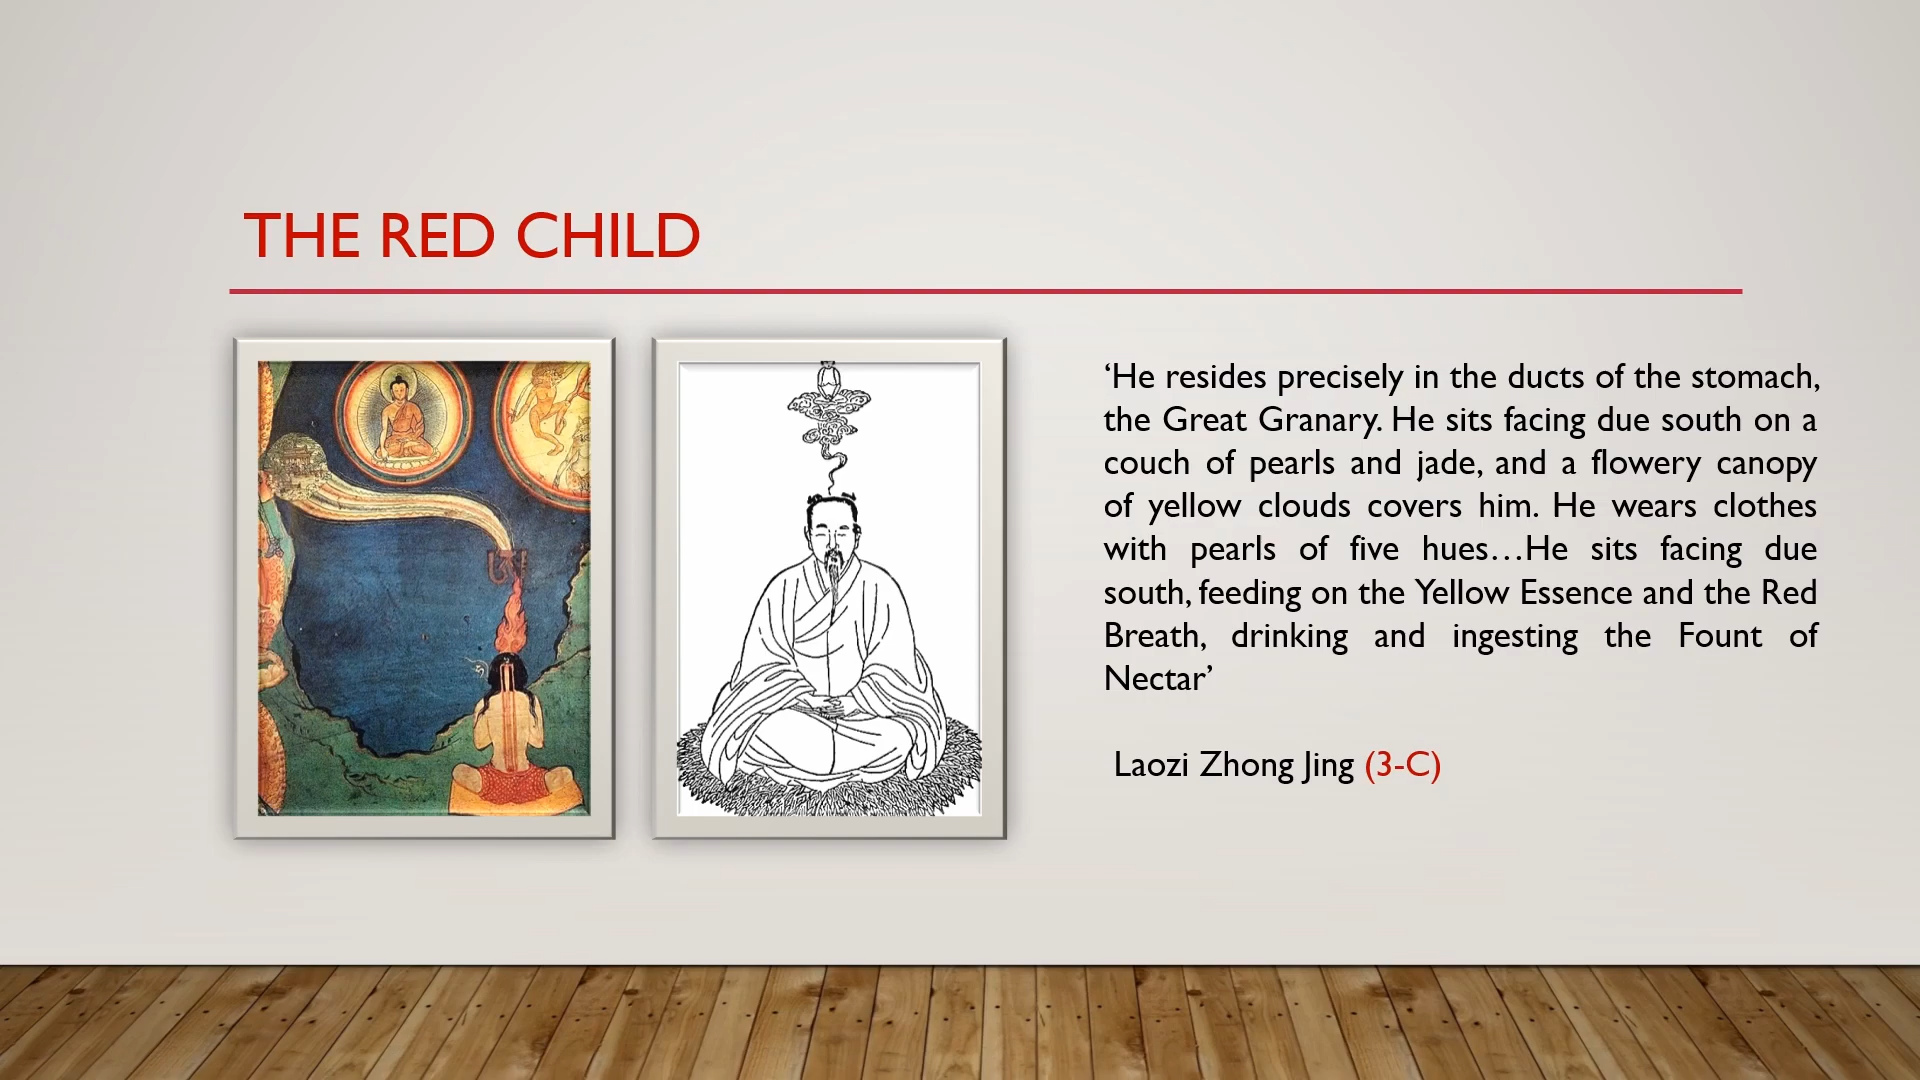 THE RED CHILD
‘He resides precisely in the ducts of the stomach,
the Great Granary. He sits facing due south on a
couch of pearls and jade, and a flowery canopy
of yellow clouds covers him. He wears clothes
with pearls of five hues…He sits facing due
south, feeding on the Yellow Essence and the Red
Breath, drinking and ingesting the Fount of
Nectar’
Laozi Zhong Jing (3-C)